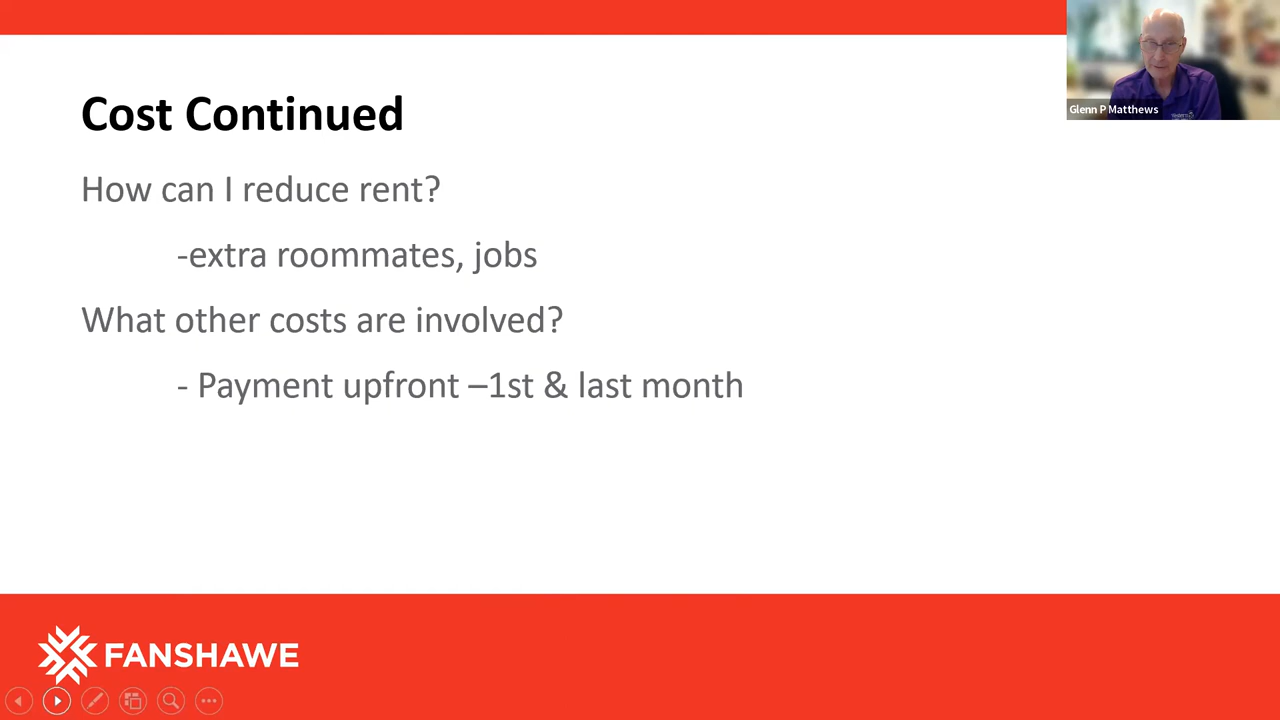 Cost Continued
Glenn P Matthews
How can I reduce rent?
-extra roommates, jobs
What other costs are involved?
- Payment upfront –1st & last month
FANSHAWE